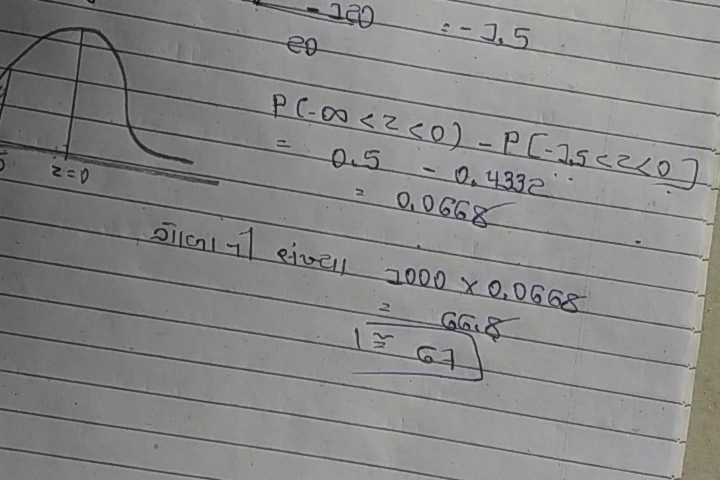 - 120 = - 1.5
80
P(-∞ < z < 0) - P[-1.5 < z < 0]
= 0.5 - 0.4332
z=0
= 0.0668
ગોળા ની સંખ્યા 1000 × 0.0668
= 66.8
≅ 67